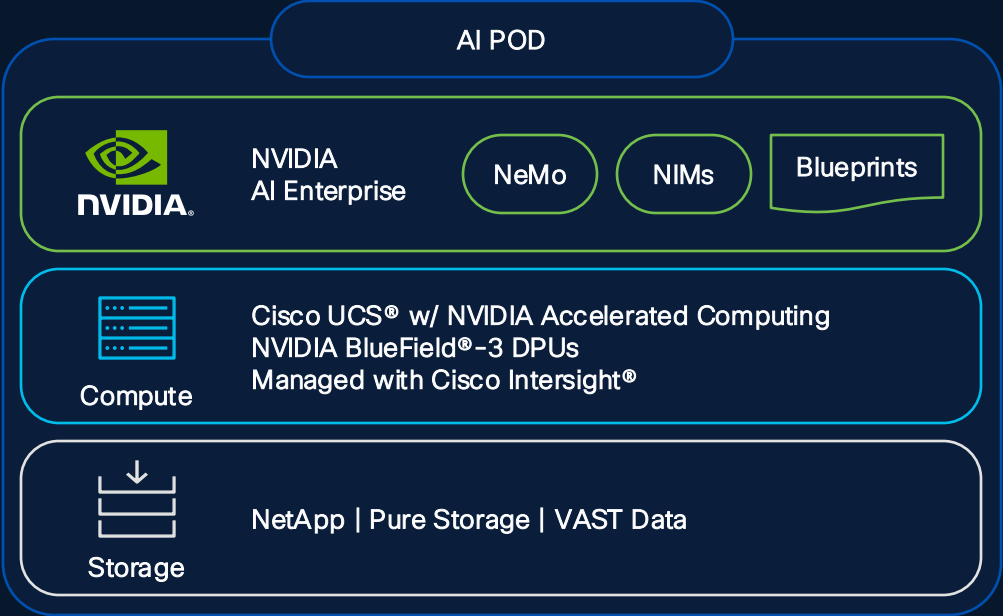 AI POD
NVIDIA
AI Enterprise
NeMo
NIMs
Blueprints
nVIDIA®
Cisco UCS® w/ NVIDIA Accelerated Computing
NVIDIA BlueField®-3 DPUs
Managed with Cisco Intersight®
Compute
NetApp | Pure Storage | VAST Data
Storage